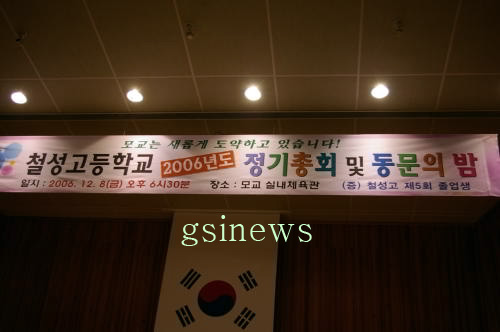 모교는 새롭게 도약하고 있습니다!
철성고등학교 2006년도 정기총회 및 동문의 밤
일시 : 2006. 12. 8(금) 오후 6시30분 장소 : 모교 실내체육관 (증) 철성고 제5회 졸업생
gsinews